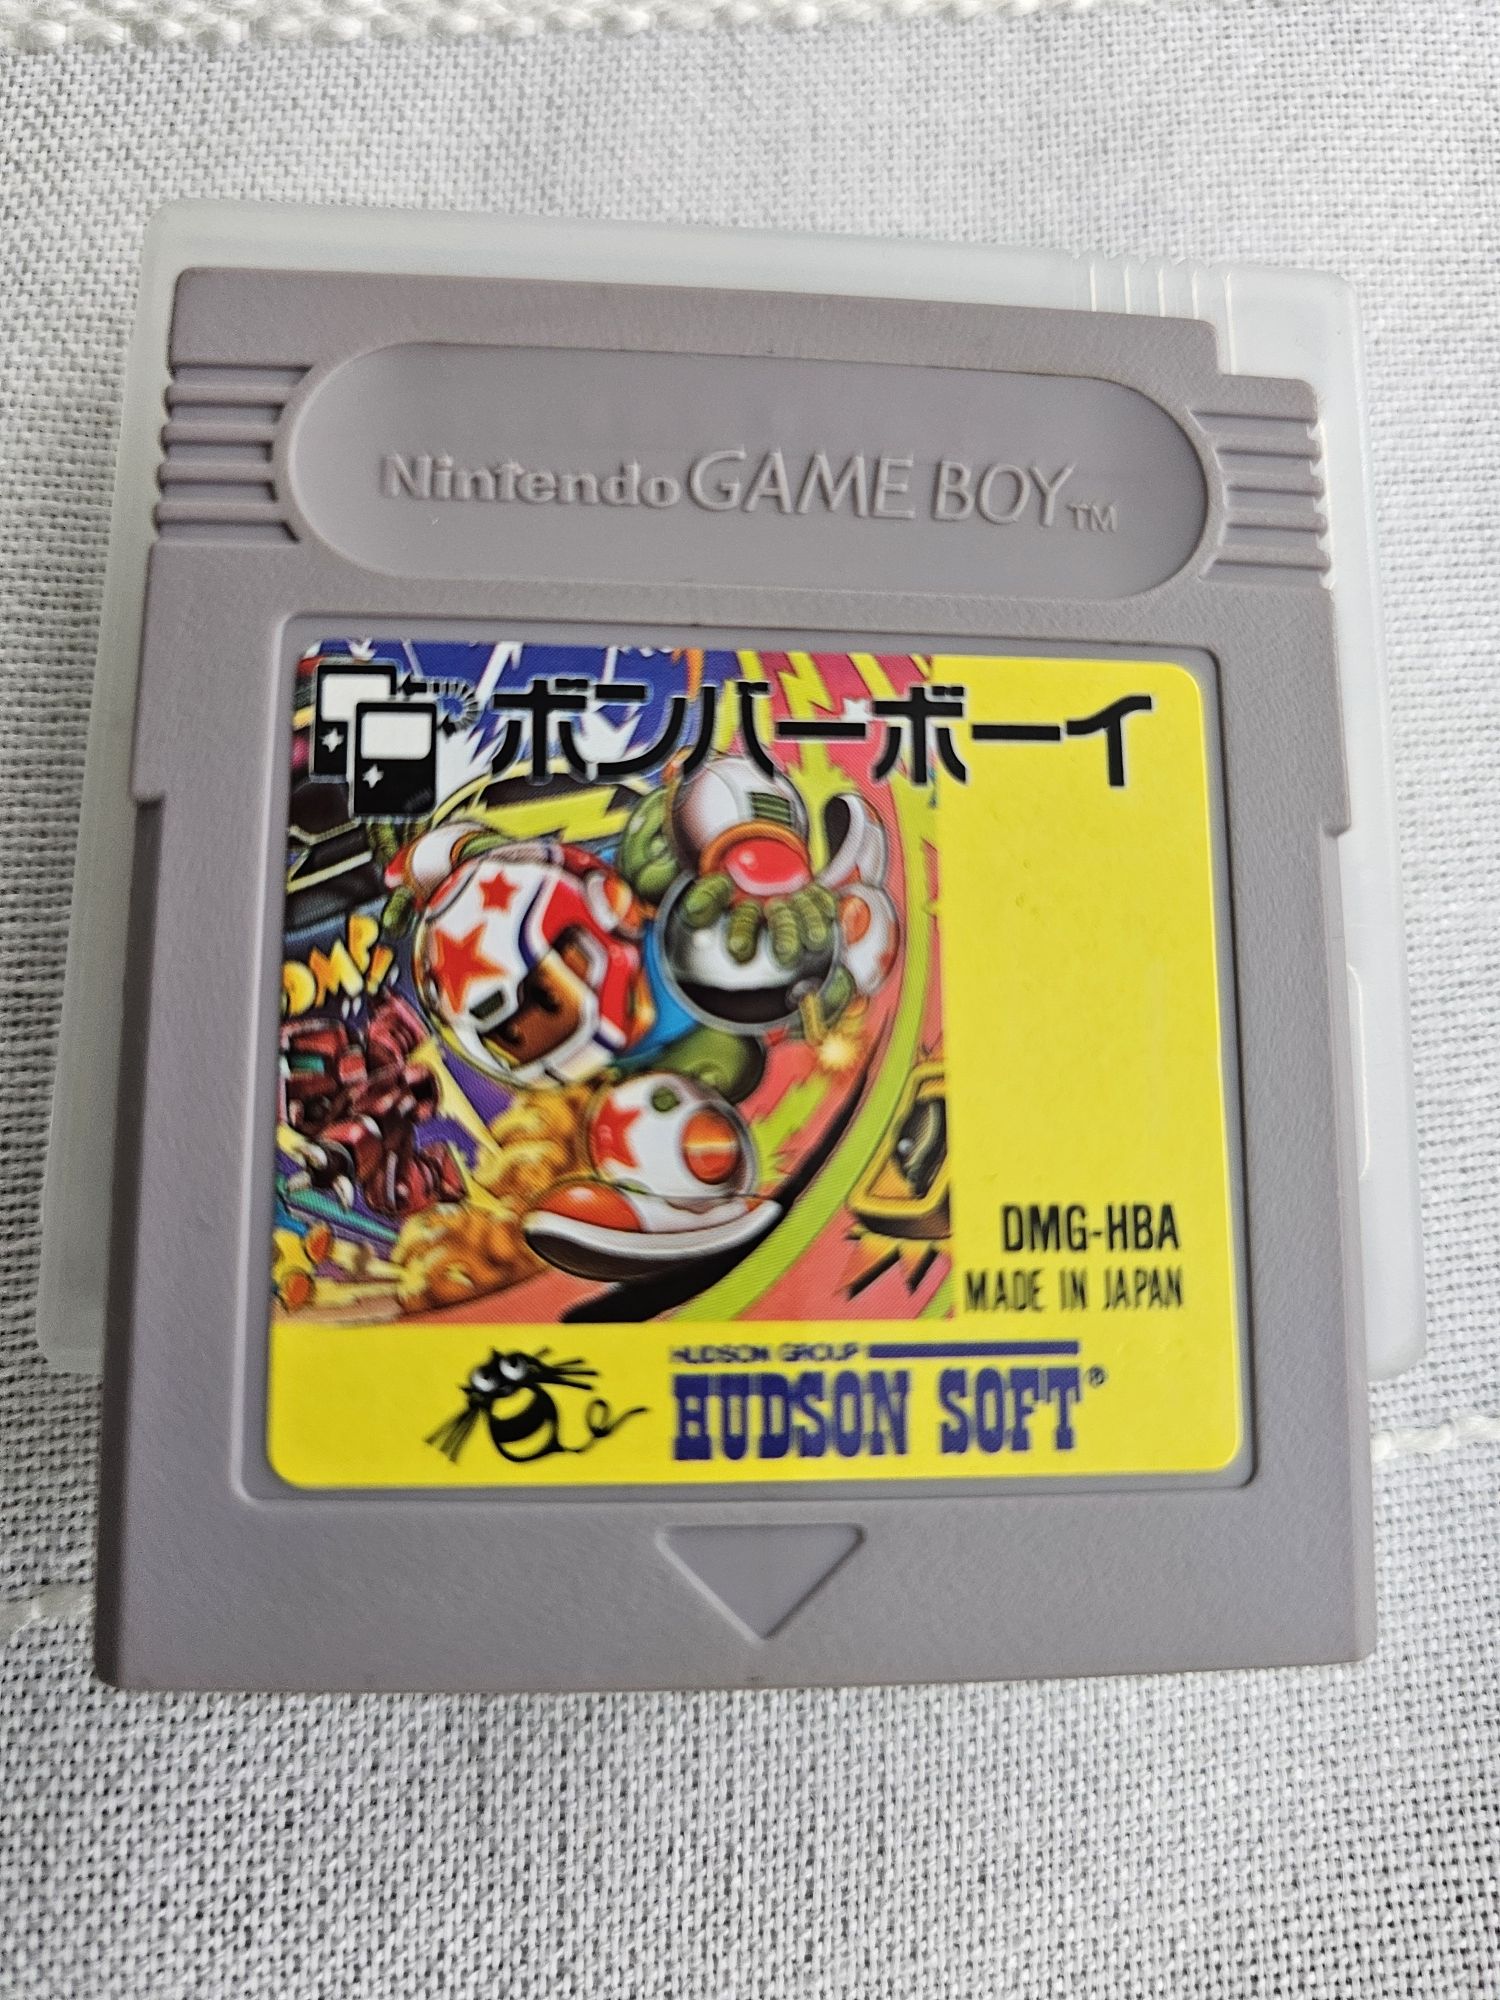 Nintendo GAME BOY™
ボンバーボーイ
OMP!
DMG-HBA
MADE IN JAPAN
HUDSON GROUP
HUDSON SOFT®